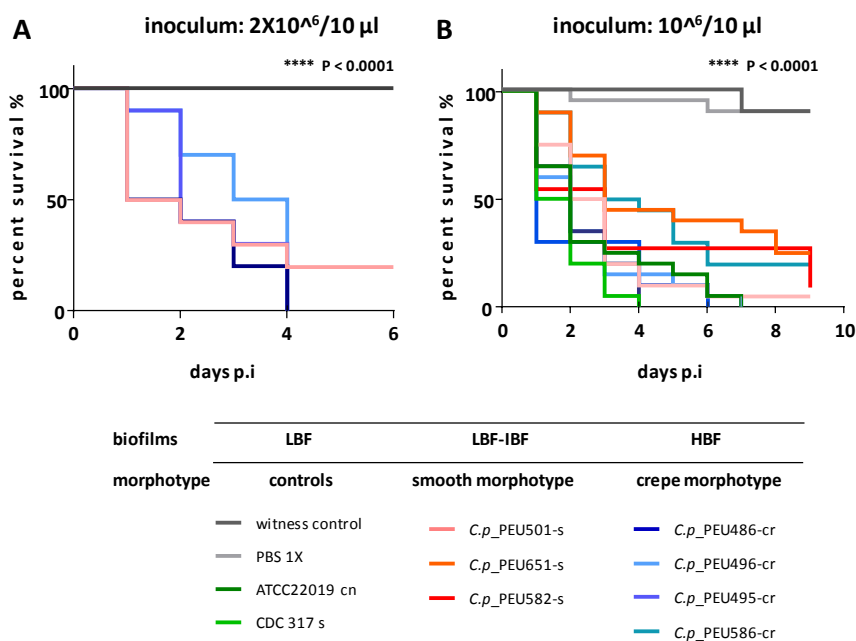 A inoculum: 2X10^⁶/10 µl
**** P < 0.0001
percent survival %
100
50
0
0 2 4 6
days p.i
B inoculum: 10^⁶/10 µl
**** P < 0.0001
percent survival %
100
50
0
0 2 4 6 8 10
days p.i
biofilms LBF LBF-IBF HBF
morphotype controls smooth morphotype crepe morphotype
witness control
PBS 1X
ATCC22019 cn
CDC 317 s
C.p_PEU501-s
C.p_PEU651-s
C.p_PEU582-s
C.p_PEU486-cr
C.p_PEU496-cr
C.p_PEU495-cr
C.p_PEU586-cr